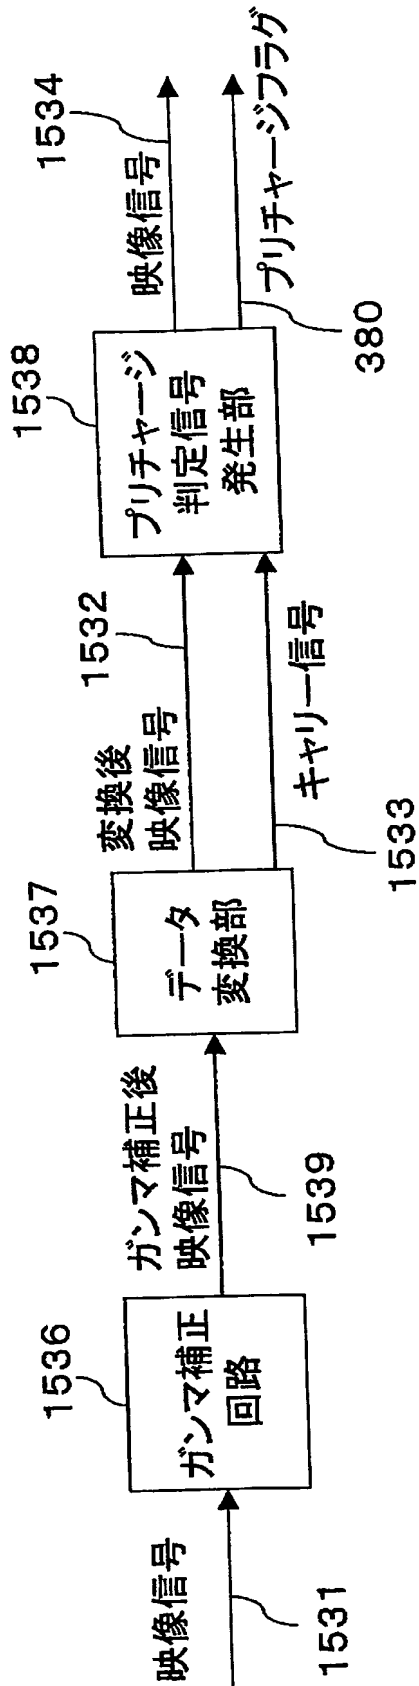 映像信号
1531
1536
ガンマ補正
回路
ガンマ補正後
映像信号
1539
1537
データ
変換部
変換後
映像信号
1532
キャリー信号
1533
1538
プリチャージ
判定信号
発生部
映像信号
1534
プリチャージフラグ
380